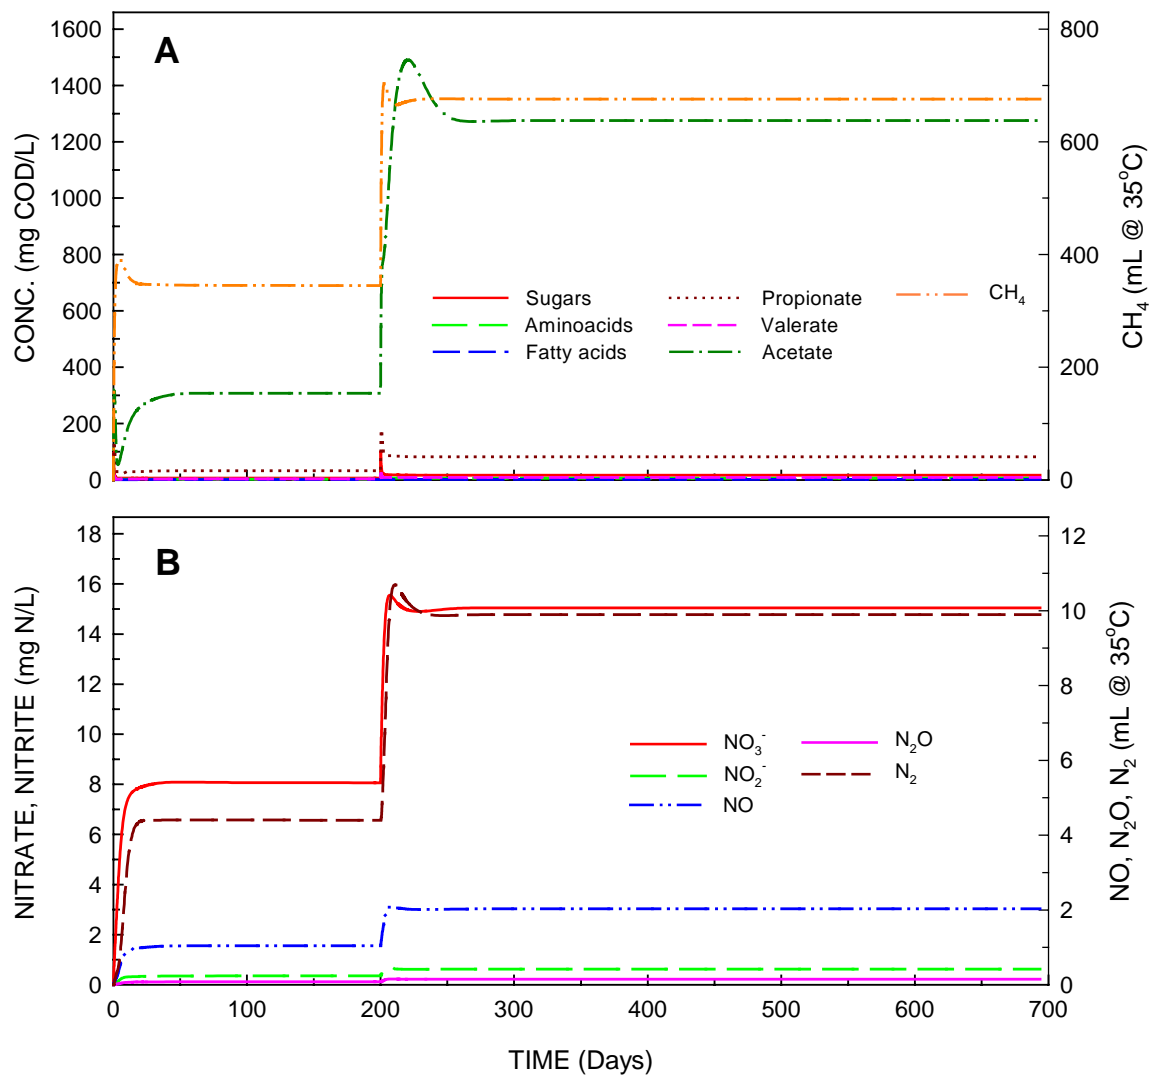 A
CONC. (mg COD/L)
1600
1400
1200
1000
800
600
400
200
0
800
600
400
200
0
CH₄ (mL @ 35°C)
Sugars
Aminoacids
Fatty acids
Propionate
Valerate
Acetate
CH₄
B
NITRATE, NITRITE (mg N/L)
18
16
14
12
10
8
6
4
2
0
12
10
8
6
4
2
0
NO, N₂O, N₂ (mL @ 35°C)
NO₃⁻
NO₂⁻
NO
N₂O
N₂
0 100 200 300 400 500 600 700
TIME (Days)